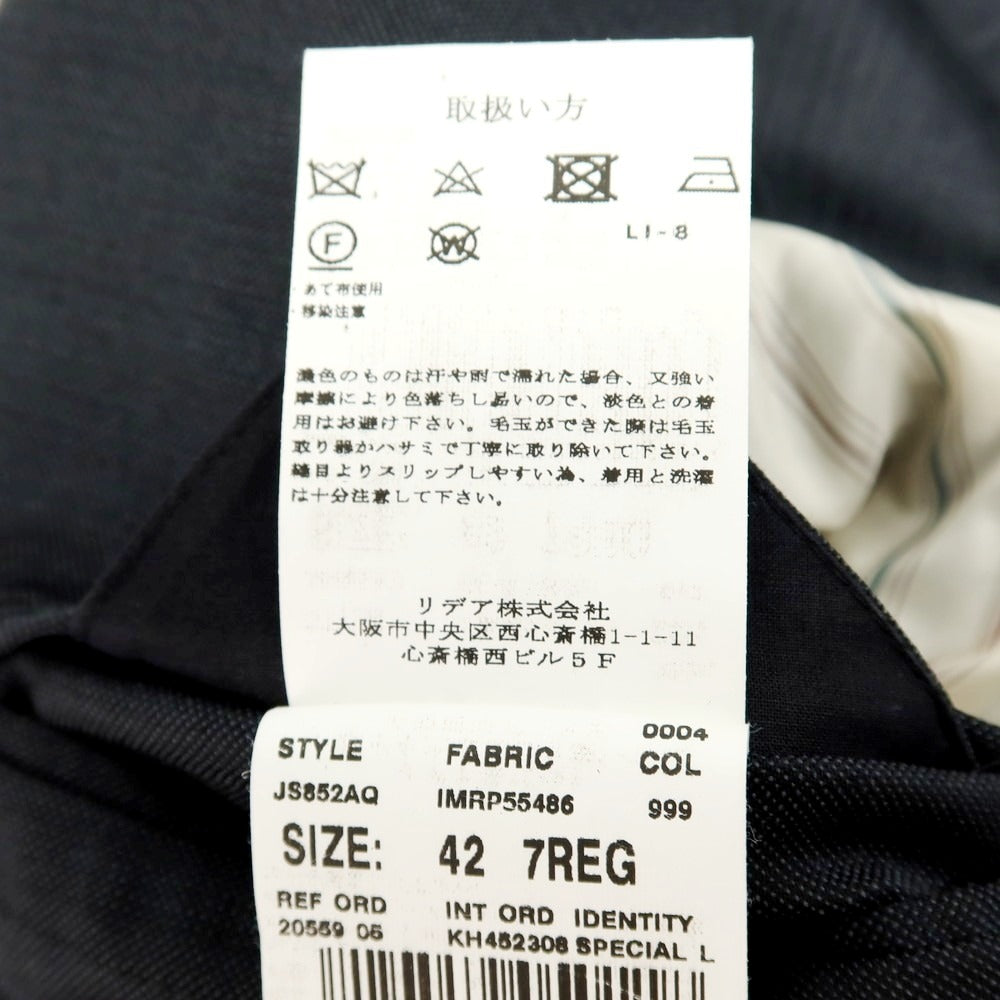 取扱い方
LI-8
F W
あて布使用
移染注意
濃色のものは汗や雨で濡れた場合、又強い
摩擦により色落ちし易いので、淡色との着
用はお避け下さい。毛玉ができた際は毛玉
取り器かハサミで丁寧に取り除いて下さい。
縫目よりスリップしやすい為、着用と洗濯
は十分注意して下さい。
リデア株式会社
大阪市中央区西心斎橋1-1-11
心斎橋西ビル5F
0004
STYLE FABRIC COL
JS852AQ IMRP55486 999
SIZE: 42 7REG
REF ORD INT ORD IDENTITY
20559 05 KH452308 SPECIAL L